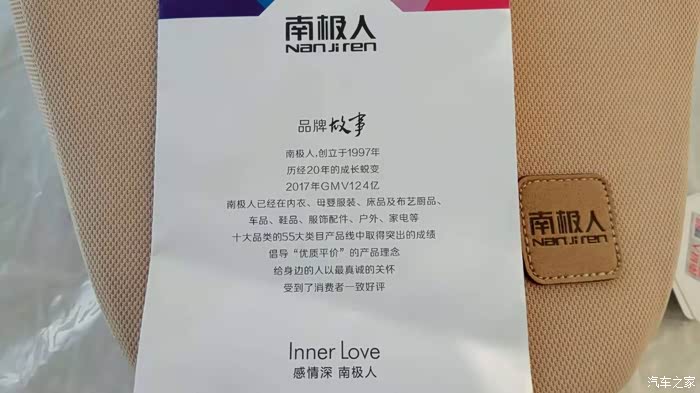 南极人
NanJiren
品牌故事
南极人,创立于1997年
历经20年的成长蜕变
2017年GMV124亿
南极人已经在内衣、母婴服装、床品及布艺厨品、
车品、鞋品、服饰配件、户外、家电等
十大品类的55大类目产品线中取得突出的成绩
倡导“优质平价”的产品理念
给身边的人以最真诚的关怀
受到了消费者一致好评
Inner Love
感情深 南极人
南极人
NanJiren
汽车之家